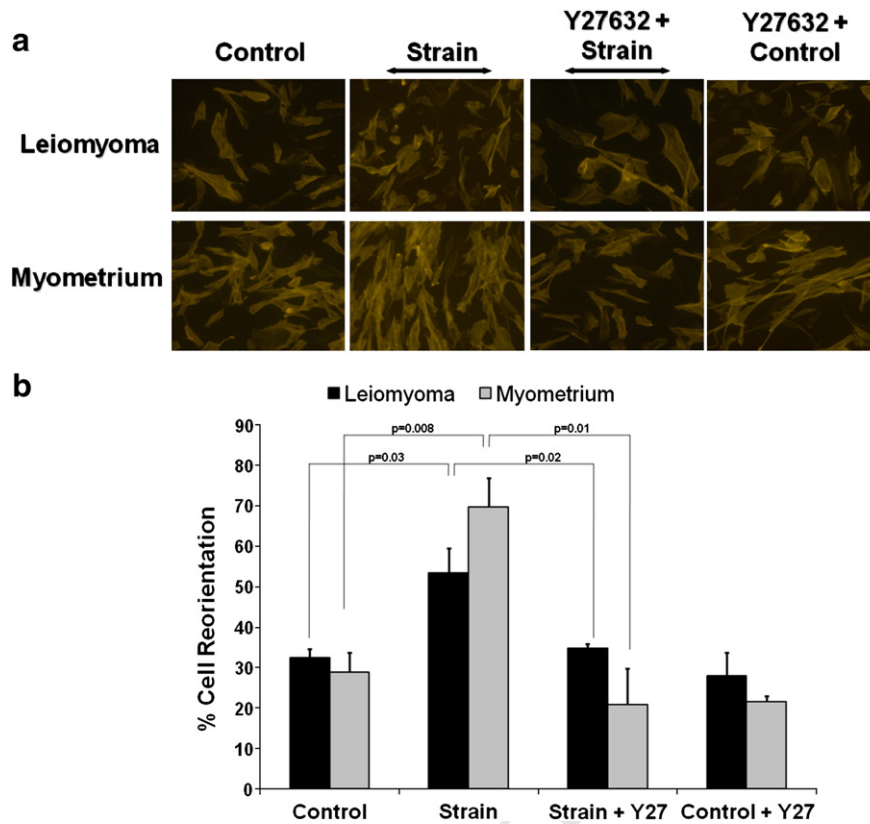 a
Control
Strain
Y27632 +
Strain
Y27632 +
Control
Leiomyoma
Myometrium
b
Leiomyoma Myometrium
90
80
70
60
50
40
30
20
10
0
% Cell Reorientation
p=0.008
p=0.01
p=0.03
p=0.02
Control Strain Strain + Y27 Control + Y27